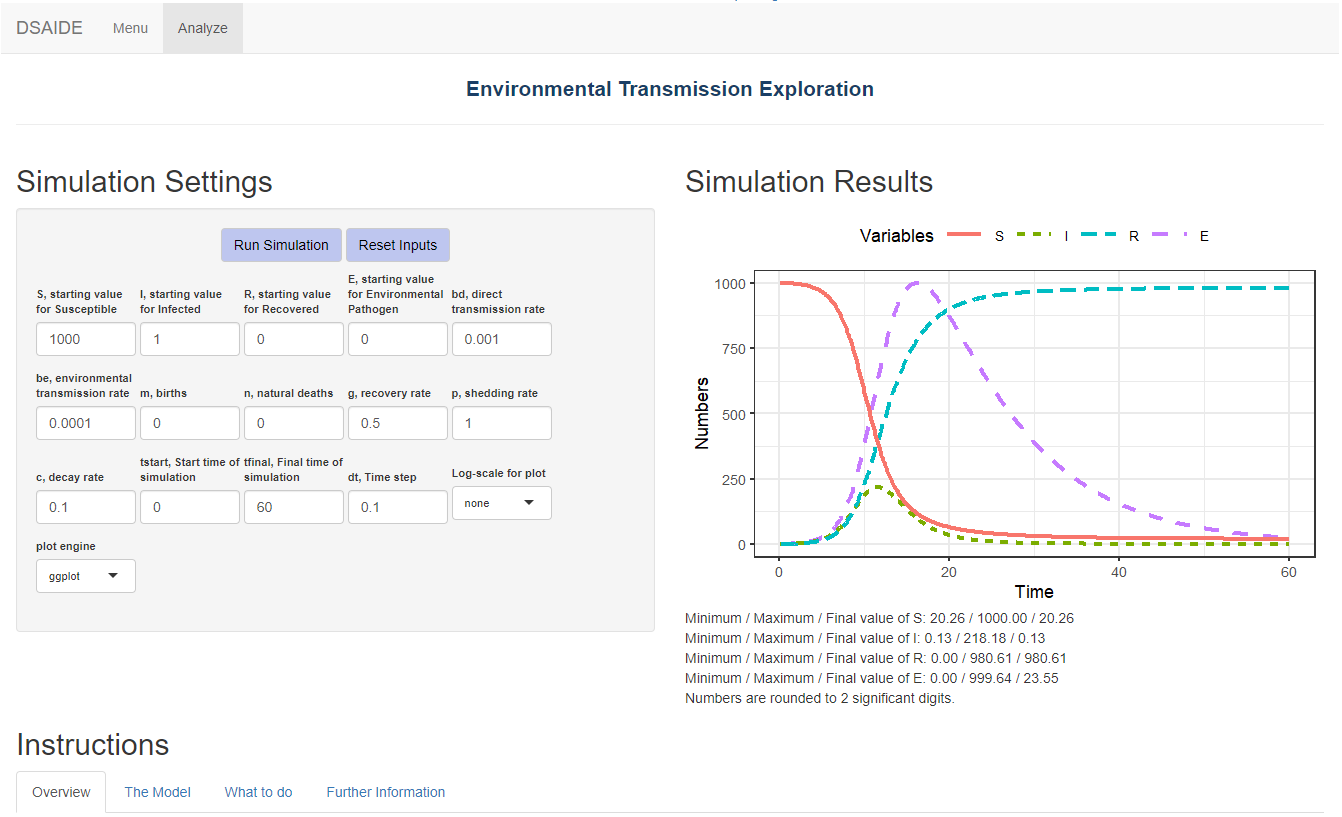 DSAIDE Menu Analyze
Environmental Transmission Exploration
Simulation Settings
Run Simulation Reset Inputs
S, starting value for Susceptible
1000
I, starting value for Infected
1
R, starting value for Recovered
0
E, starting value for Environmental Pathogen
0
bd, direct transmission rate
0.001
be, environmental transmission rate
0.0001
m, births
0
n, natural deaths
0
g, recovery rate
0.5
p, shedding rate
1
c, decay rate
0.1
tstart, Start time of simulation
0
tfinal, Final time of simulation
60
dt, Time step
0.1
Log-scale for plot
none
plot engine
ggplot
Simulation Results
Variables S I R E
Numbers
1000
750
500
250
0
0 20 40 60
Time
Minimum / Maximum / Final value of S: 20.26 / 1000.00 / 20.26
Minimum / Maximum / Final value of I: 0.13 / 218.18 / 0.13
Minimum / Maximum / Final value of R: 0.00 / 980.61 / 980.61
Minimum / Maximum / Final value of E: 0.00 / 999.64 / 23.55
Numbers are rounded to 2 significant digits.
Instructions
Overview The Model What to do Further Information